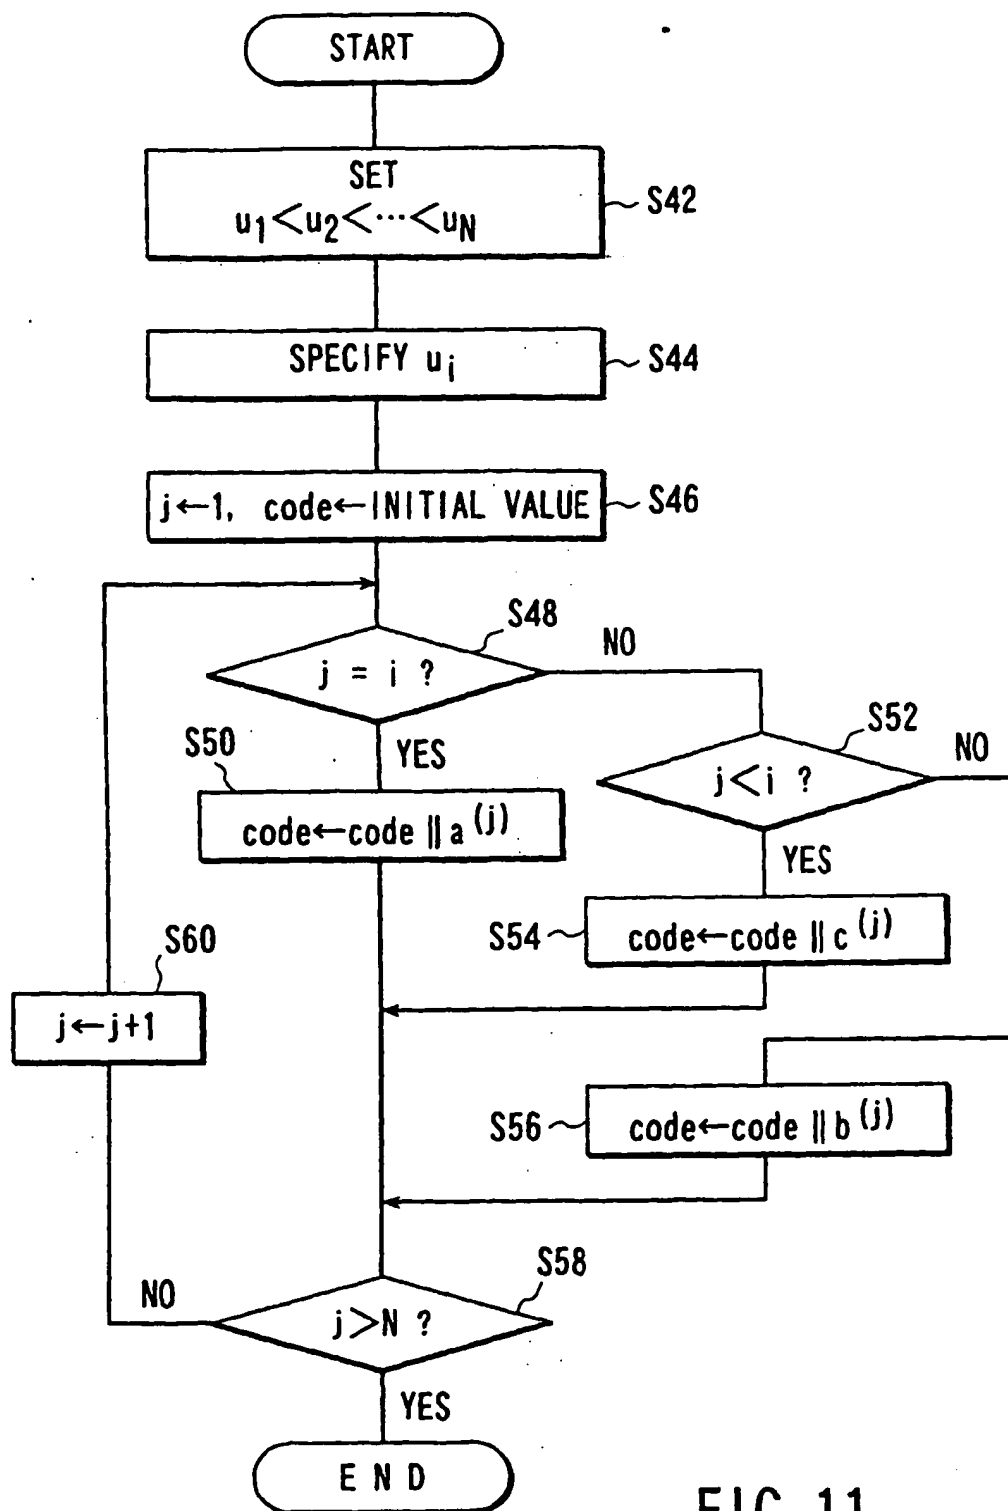 START
SET
u1<u2<···<uN
S42
SPECIFY ui
S44
j←1, code←INITIAL VALUE
S46
S48
NO
j = i ?
S52
NO
S50
YES
j<i ?
code←code || a(j)
YES
S54
code←code || c(j)
S60
j←j+1
S56
code←code || b(j)
S58
NO
j>N ?
YES
END
FIG. 11